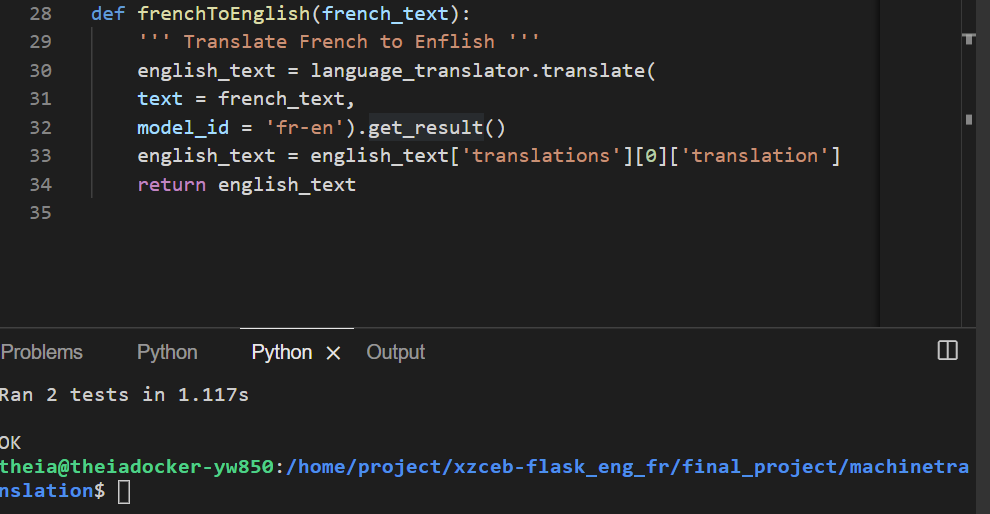 28 def frenchToEnglish(french_text):
29 ''' Translate French to Enflish '''
30 english_text = language_translator.translate(
31 text = french_text,
32 model_id = 'fr-en').get_result()
33 english_text = english_text['translations'][0]['translation']
34 return english_text
35
Problems Python Python × Output
Ran 2 tests in 1.117s
OK
theia@theiadocker-yw850:/home/project/xzceb-flask_eng_fr/final_project/machinetra
nslation$